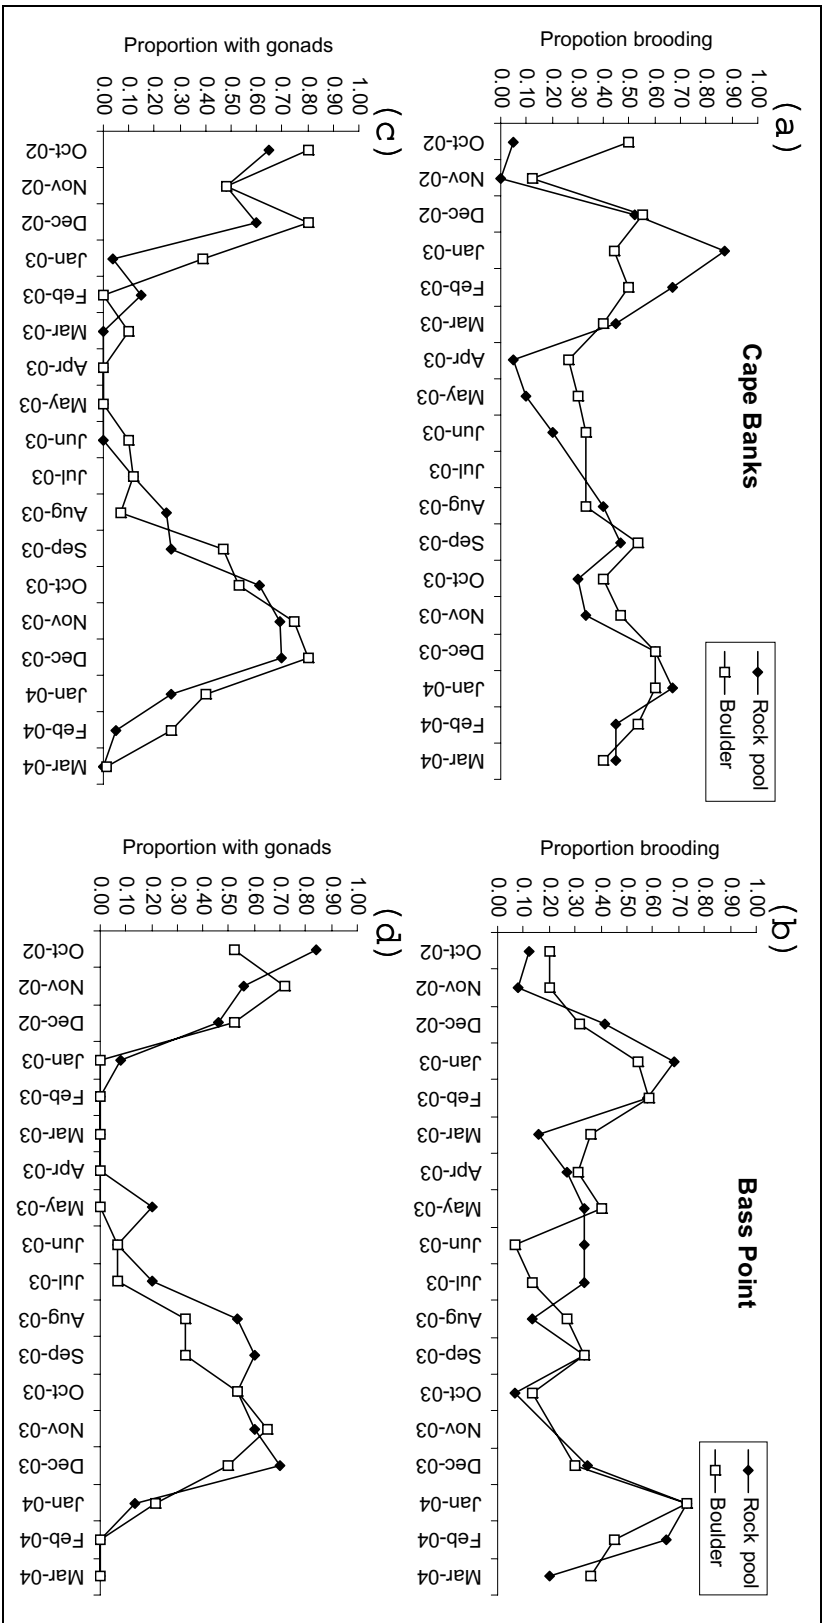 (a)
Cape Banks
Propotion brooding
1.00
0.90
0.80
0.70
0.60
0.50
0.40
0.30
0.20
0.10
0.00
Rock pool
Boulder
Oct-02
Nov-02
Dec-02
Jan-03
Feb-03
Mar-03
Apr-03
May-03
Jun-03
Jul-03
Aug-03
Sep-03
Oct-03
Nov-03
Dec-03
Jan-04
Feb-04
Mar-04
(b)
Bass Point
Proportion brooding
1.00
0.90
0.80
0.70
0.60
0.50
0.40
0.30
0.20
0.10
0.00
Rock pool
Boulder
Oct-02
Nov-02
Dec-02
Jan-03
Feb-03
Mar-03
Apr-03
May-03
Jun-03
Jul-03
Aug-03
Sep-03
Oct-03
Nov-03
Dec-03
Jan-04
Feb-04
Mar-04
(c)
Proportion with gonads
1.00
0.90
0.80
0.70
0.60
0.50
0.40
0.30
0.20
0.10
0.00
Oct-02
Nov-02
Dec-02
Jan-03
Feb-03
Mar-03
Apr-03
May-03
Jun-03
Jul-03
Aug-03
Sep-03
Oct-03
Nov-03
Dec-03
Jan-04
Feb-04
Mar-04
(d)
Proportion with gonads
1.00
0.90
0.80
0.70
0.60
0.50
0.40
0.30
0.20
0.10
0.00
Oct-02
Nov-02
Dec-02
Jan-03
Feb-03
Mar-03
Apr-03
May-03
Jun-03
Jul-03
Aug-03
Sep-03
Oct-03
Nov-03
Dec-03
Jan-04
Feb-04
Mar-04